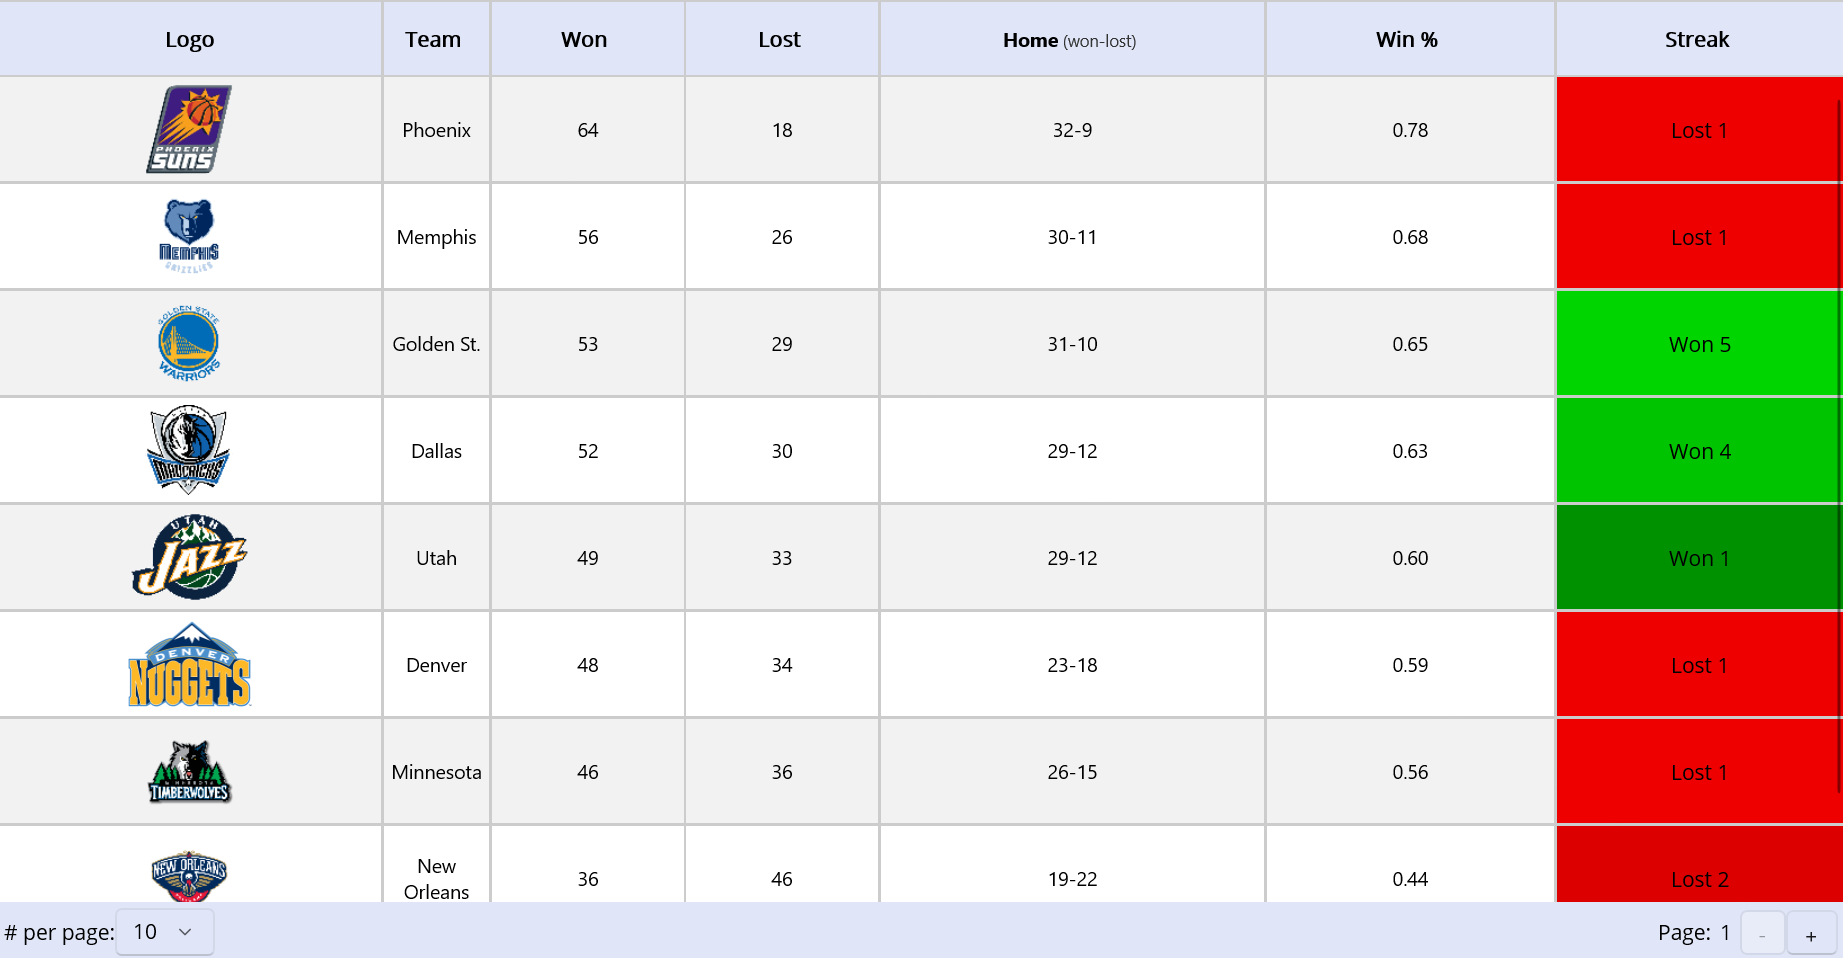 Logo Team Won Lost Home (won-lost) Win % Streak
PHOENIX
SUNS
Phoenix 64 18 32-9 0.78 Lost 1
MEMPHIS
GRIZZLIES
Memphis 56 26 30-11 0.68 Lost 1
GOLDEN STATE
WARRIORS
Golden St. 53 29 31-10 0.65 Won 5
MAVERICKS
Dallas 52 30 29-12 0.63 Won 4
UTAH
JAZZ
Utah 49 33 29-12 0.60 Won 1
DENVER
NUGGETS
Denver 48 34 23-18 0.59 Lost 1
TIMBERWOLVES
Minnesota 46 36 26-15 0.56 Lost 1
NEW ORLEANS
New
Orleans 36 46 19-22 0.44 Lost 2
# per page: 10 Page: 1 - +